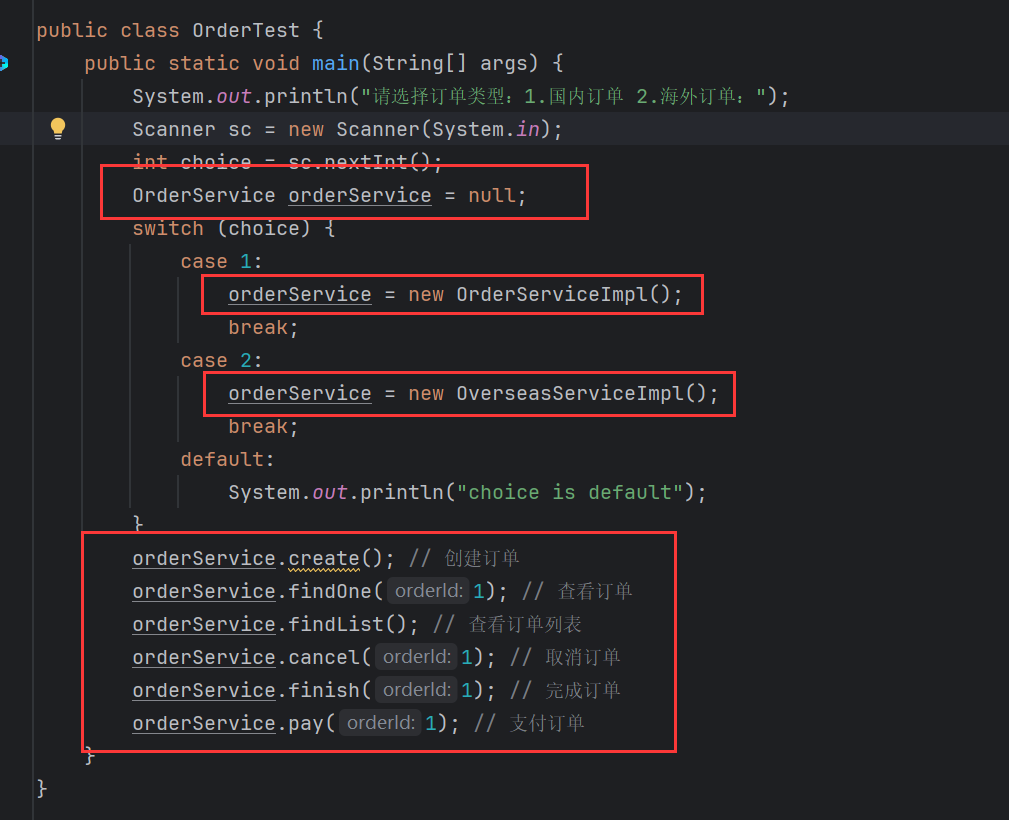 public class OrderTest {
public static void main(String[] args) {
System.out.println("请选择订单类型：1.国内订单 2.海外订单：");
Scanner sc = new Scanner(System.in);
int choice = sc.nextInt();
OrderService orderService = null;
switch (choice) {
case 1:
orderService = new OrderServiceImpl();
break;
case 2:
orderService = new OverseasServiceImpl();
break;
default:
System.out.println("choice is default");
}
orderService.create(); // 创建订单
orderService.findOne( orderId: 1); // 查看订单
orderService.findList(); // 查看订单列表
orderService.cancel( orderId: 1); // 取消订单
orderService.finish( orderId: 1); // 完成订单
orderService.pay( orderId: 1); // 支付订单
}
}